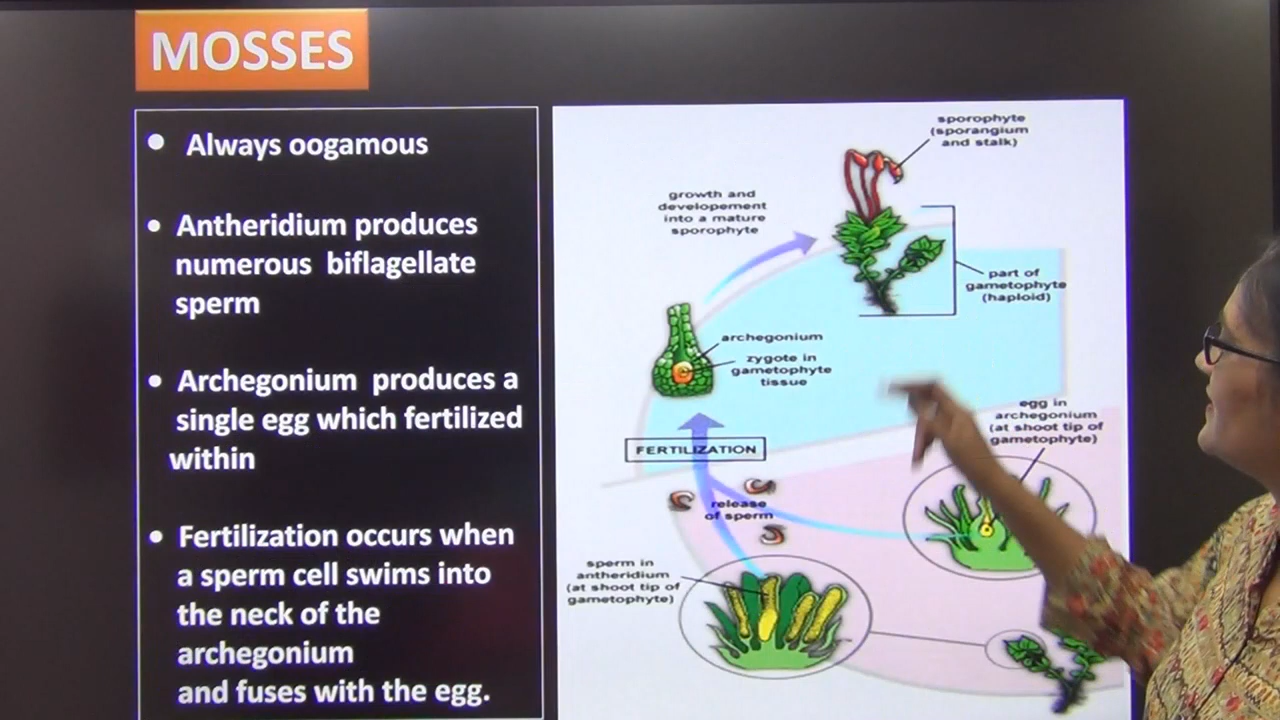 MOSSES
• Always oogamous
• Antheridium produces
numerous biflagellate
sperm
• Archegonium produces a
single egg which fertilized
within
• Fertilization occurs when
a sperm cell swims into
the neck of the
archegonium
and fuses with the egg.
sporophyte
(sporangium
and stalk)
growth and
developement
into a mature
sporophyte
part of
gametophyte
(haploid)
archegonium
zygote in
gametophyte
tissue
egg in
archegonium
(at shoot tip of
gametophyte)
FERTILIZATION
release
of sperm
sperm in
antheridium
(at shoot tip of
gametophyte)